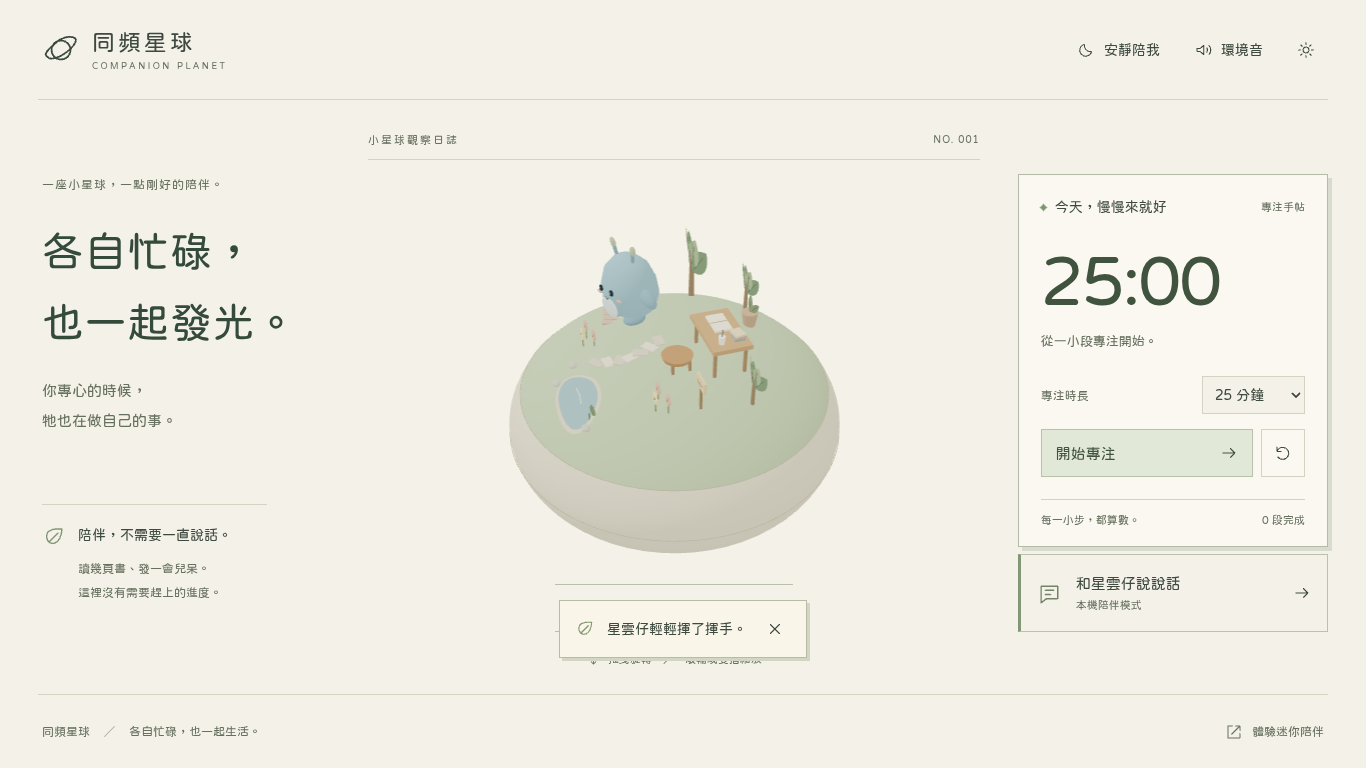 同頻星球
COMPANION PLANET
安靜陪我
環境音
小星球觀察日誌
NO. 001
一座小星球，一點剛好的陪伴。
各自忙碌，
也一起發光。
你專心的時候，
牠也在做自己的事。
陪伴，不需要一直說話。
讀幾頁書、發一會兒呆。
這裡沒有需要趕上的進度。
星雲仔輕輕揮了揮手。
今天，慢慢來就好
專注手帖
25:00
從一小段專注開始。
專注時長
25 分鐘
開始專注
每一小步，都算數。
0 段完成
和星雲仔說說話
本機陪伴模式
同頻星球 ／ 各自忙碌，也一起生活。
體驗迷你陪伴